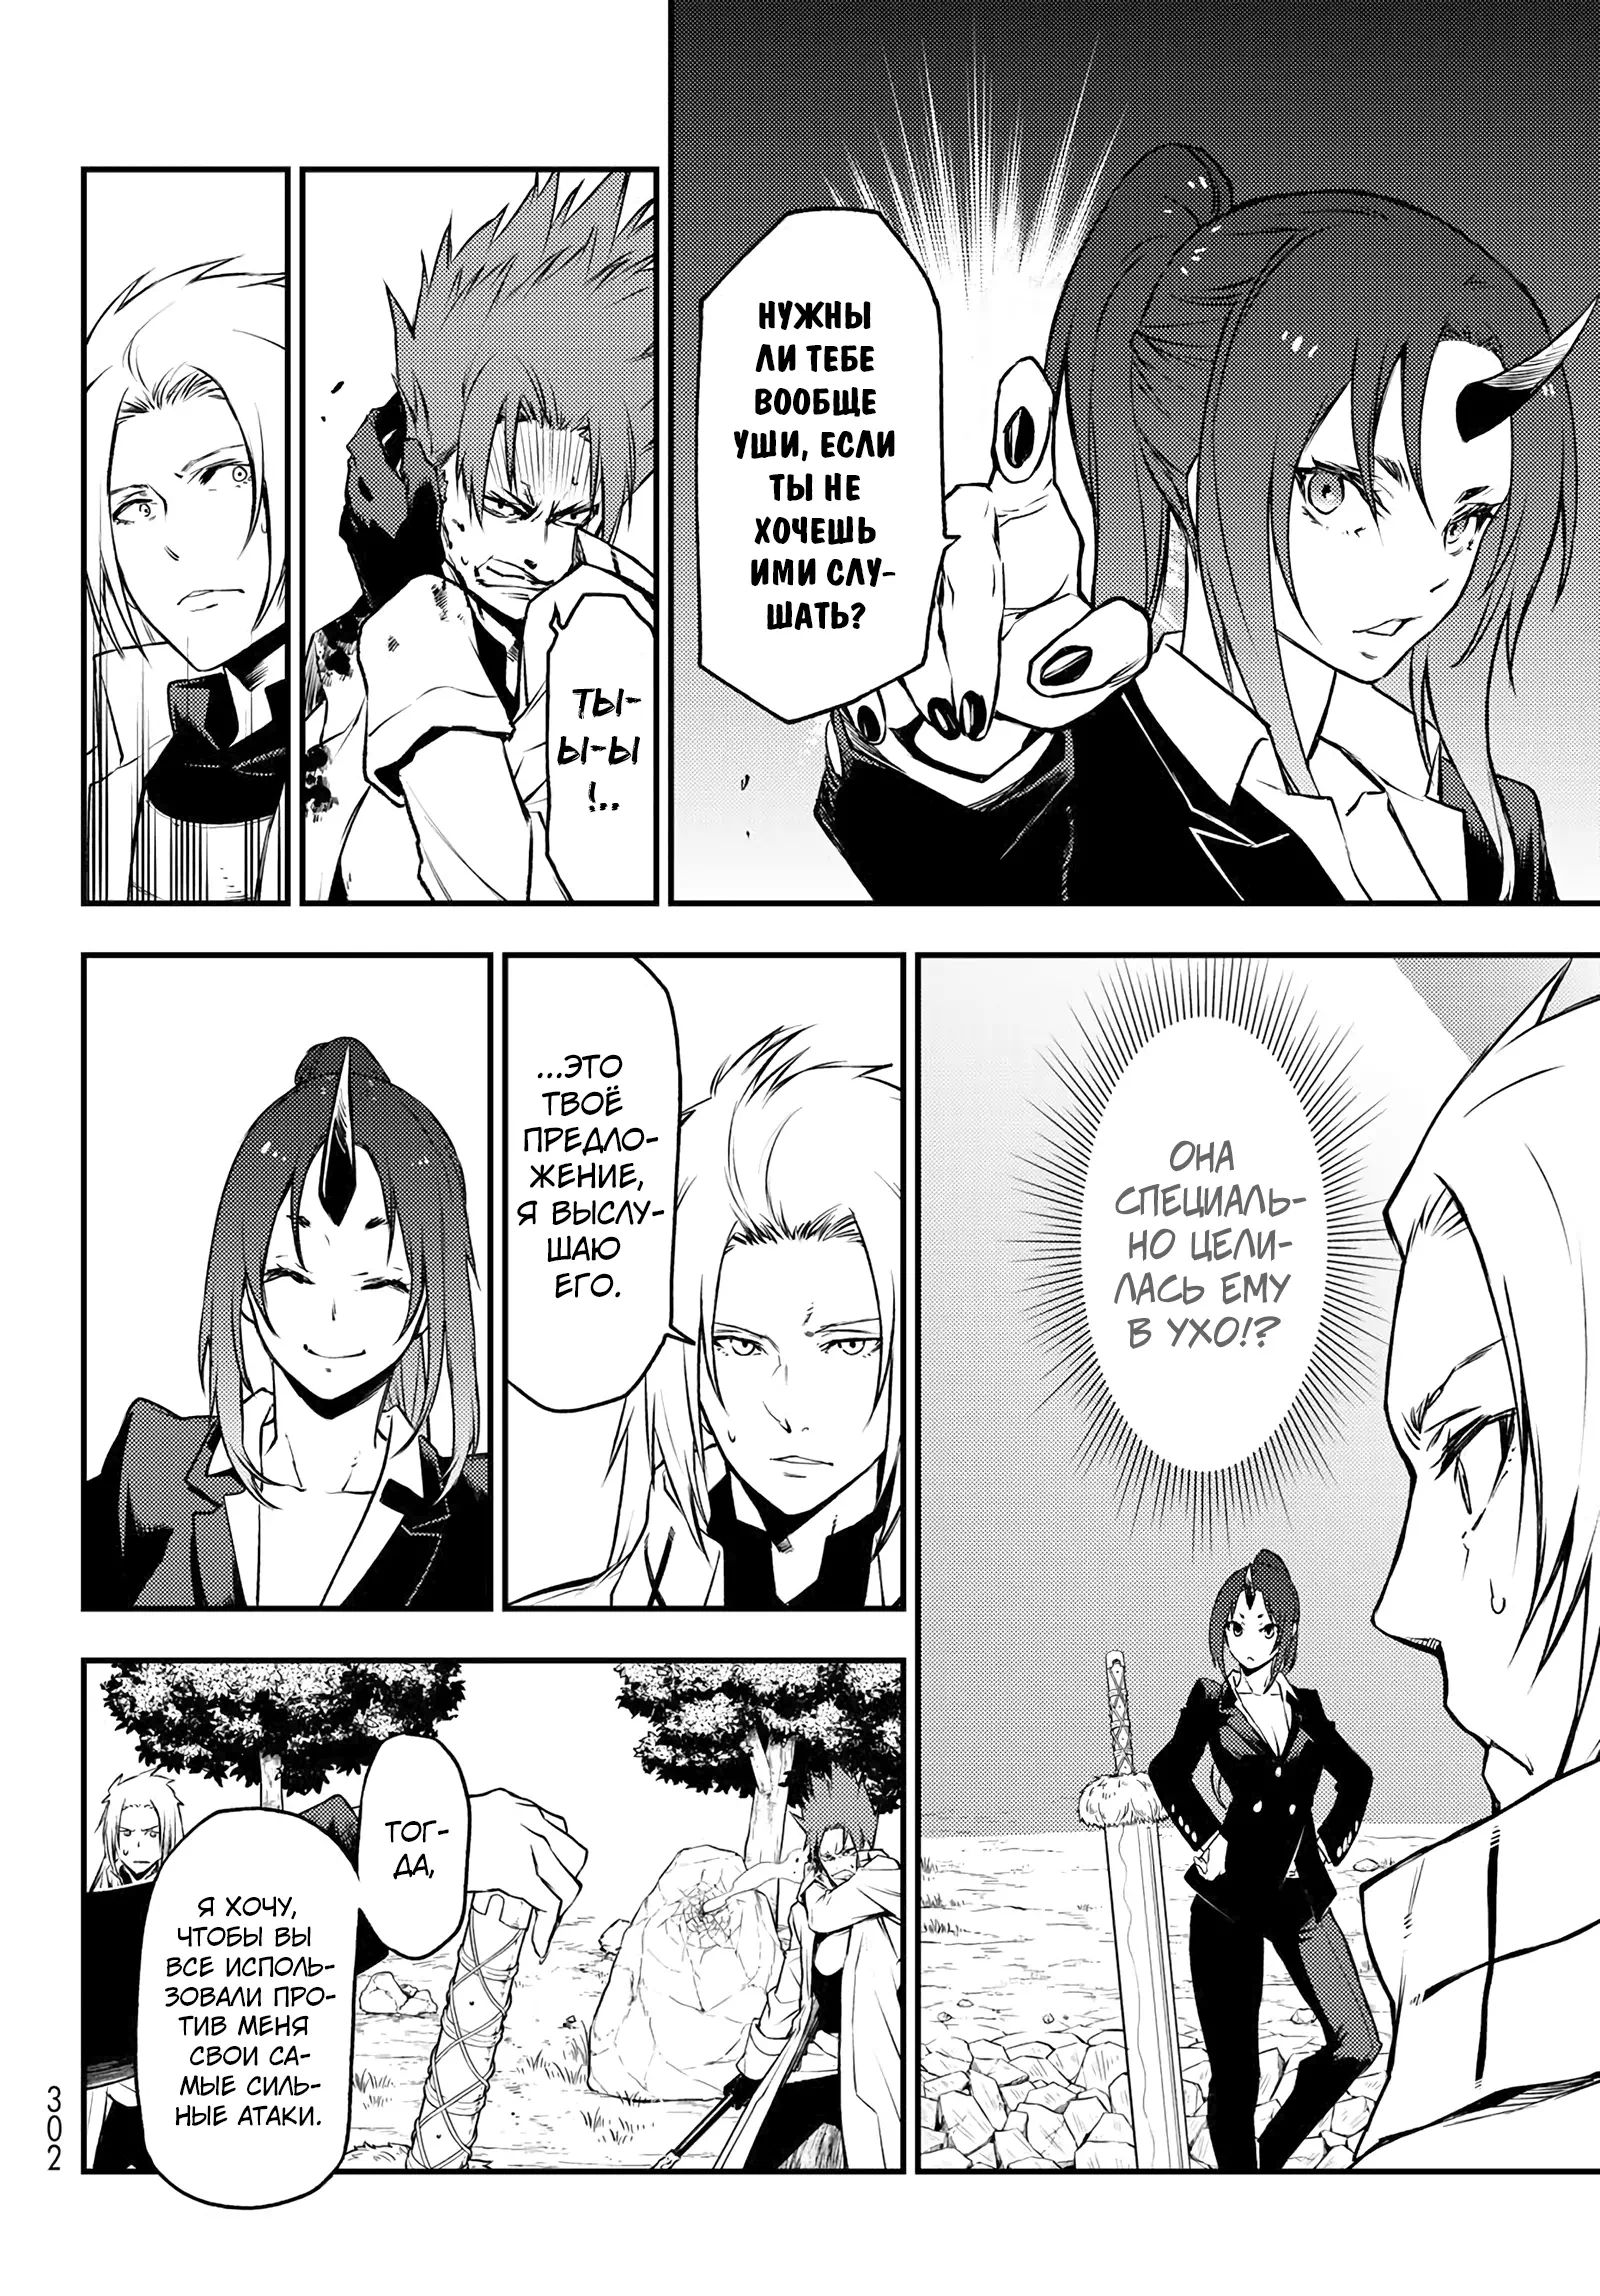 НУЖНЫ
ЛИ ТЕБЕ
ВООБЩЕ
УШИ, ЕСЛИ
ТЫ НЕ
ХОЧЕШЬ
ИМИ СЛУ-
ШАТЬ?
ТЫ-
Ы-Ы
!..
ОНА
СПЕЦИАЛЬ-
НО ЦЕЛИ-
ЛАСЬ ЕМУ
В УХО!?
...ЭТО
ТВОЁ
ПРЕДЛО-
ЖЕНИЕ,
Я ВЫСЛУ-
ШАЮ
ЕГО.
ТОГ-
ДА,
Я ХОЧУ,
ЧТОБЫ ВЫ
ВСЕ ИСПОЛЬ-
ЗОВАЛИ ПРО-
ТИВ МЕНЯ
СВОИ СА-
МЫЕ СИЛЬ-
НЫЕ АТАКИ.
302